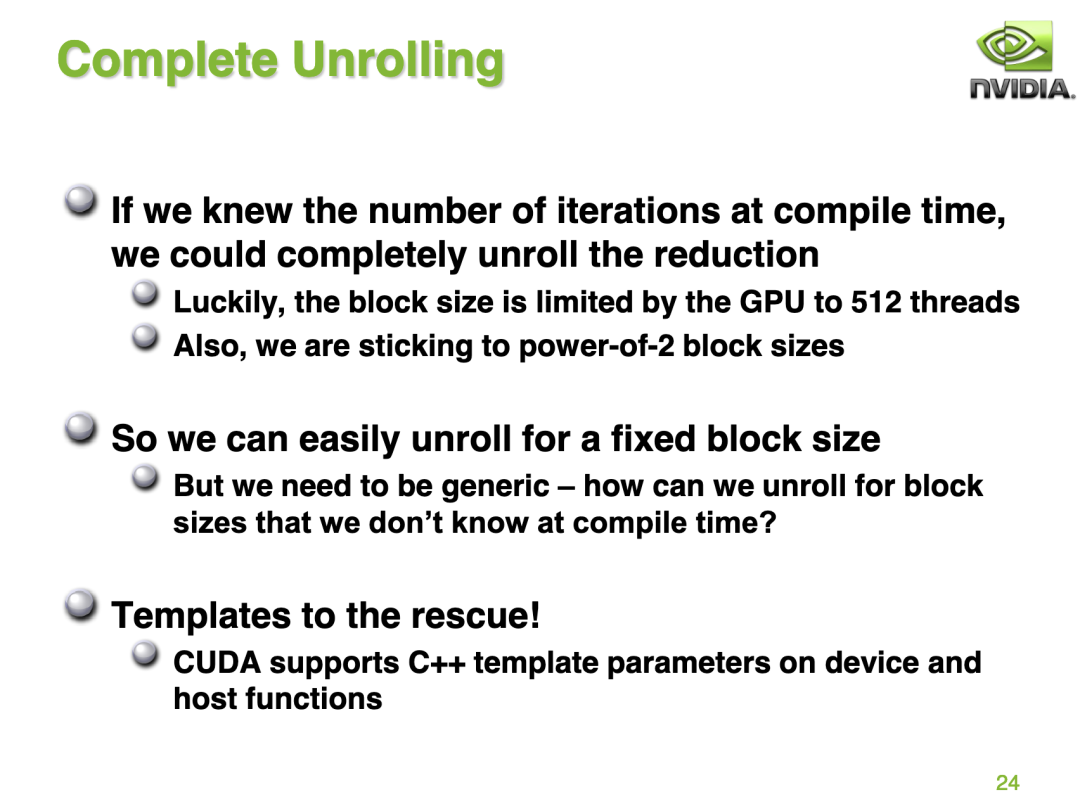 Complete Unrolling
NVIDIA.
If we knew the number of iterations at compile time,
we could completely unroll the reduction
Luckily, the block size is limited by the GPU to 512 threads
Also, we are sticking to power-of-2 block sizes
So we can easily unroll for a fixed block size
But we need to be generic – how can we unroll for block
sizes that we don’t know at compile time?
Templates to the rescue!
CUDA supports C++ template parameters on device and
host functions
24